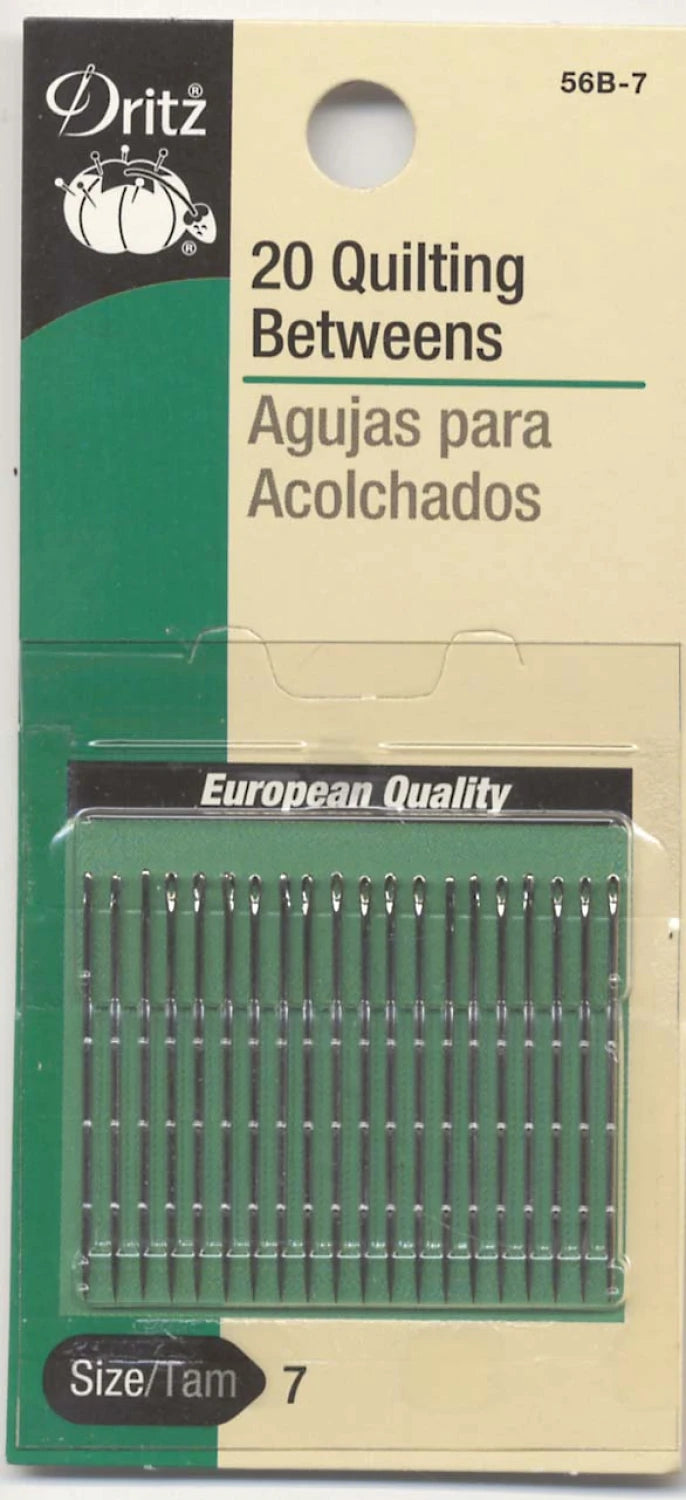 Dritz®
®
56B-7
20 Quilting
Betweens
Agujas para
Acolchados
European Quality
Size/Tam 7